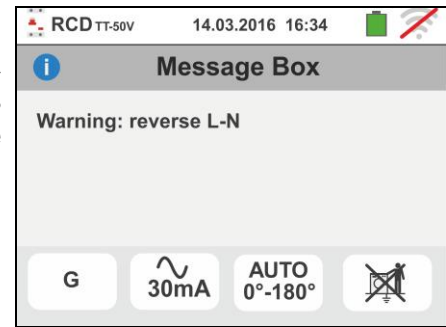 RCD TT-50V 14.03.2016 16:34
i Message Box
Warning: reverse L-N
G 30mA AUTO
0°-180°